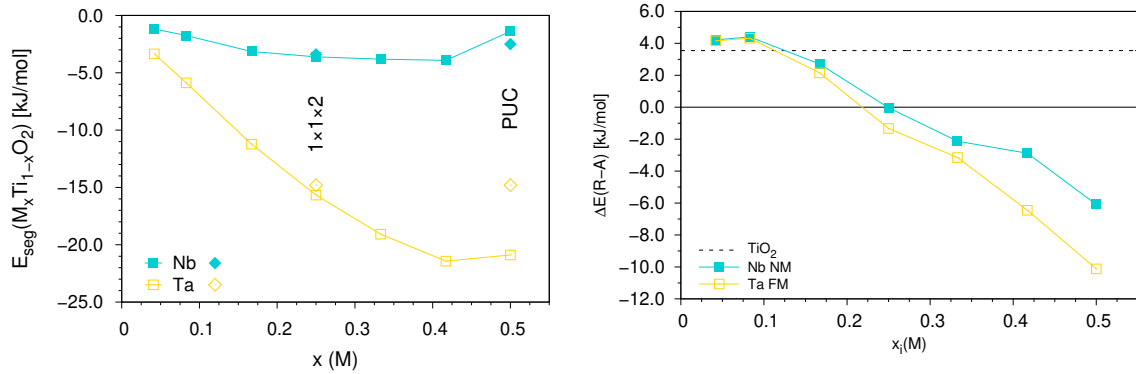 E_seg(M_xTi_1−xO_2) [kJ/mol]
0.0
−5.0
−10.0
−15.0
−20.0
−25.0
1×1×2
PUC
Nb
Ta
0
0.1
0.2
0.3
0.4
0.5
x (M)
ΔE(R−A) [kJ/mol]
6.0
4.0
2.0
0.0
−2.0
−4.0
−6.0
−8.0
−10.0
−12.0
TiO_2
Nb NM
Ta FM
0
0.1
0.2
0.3
0.4
0.5
x_i(M)